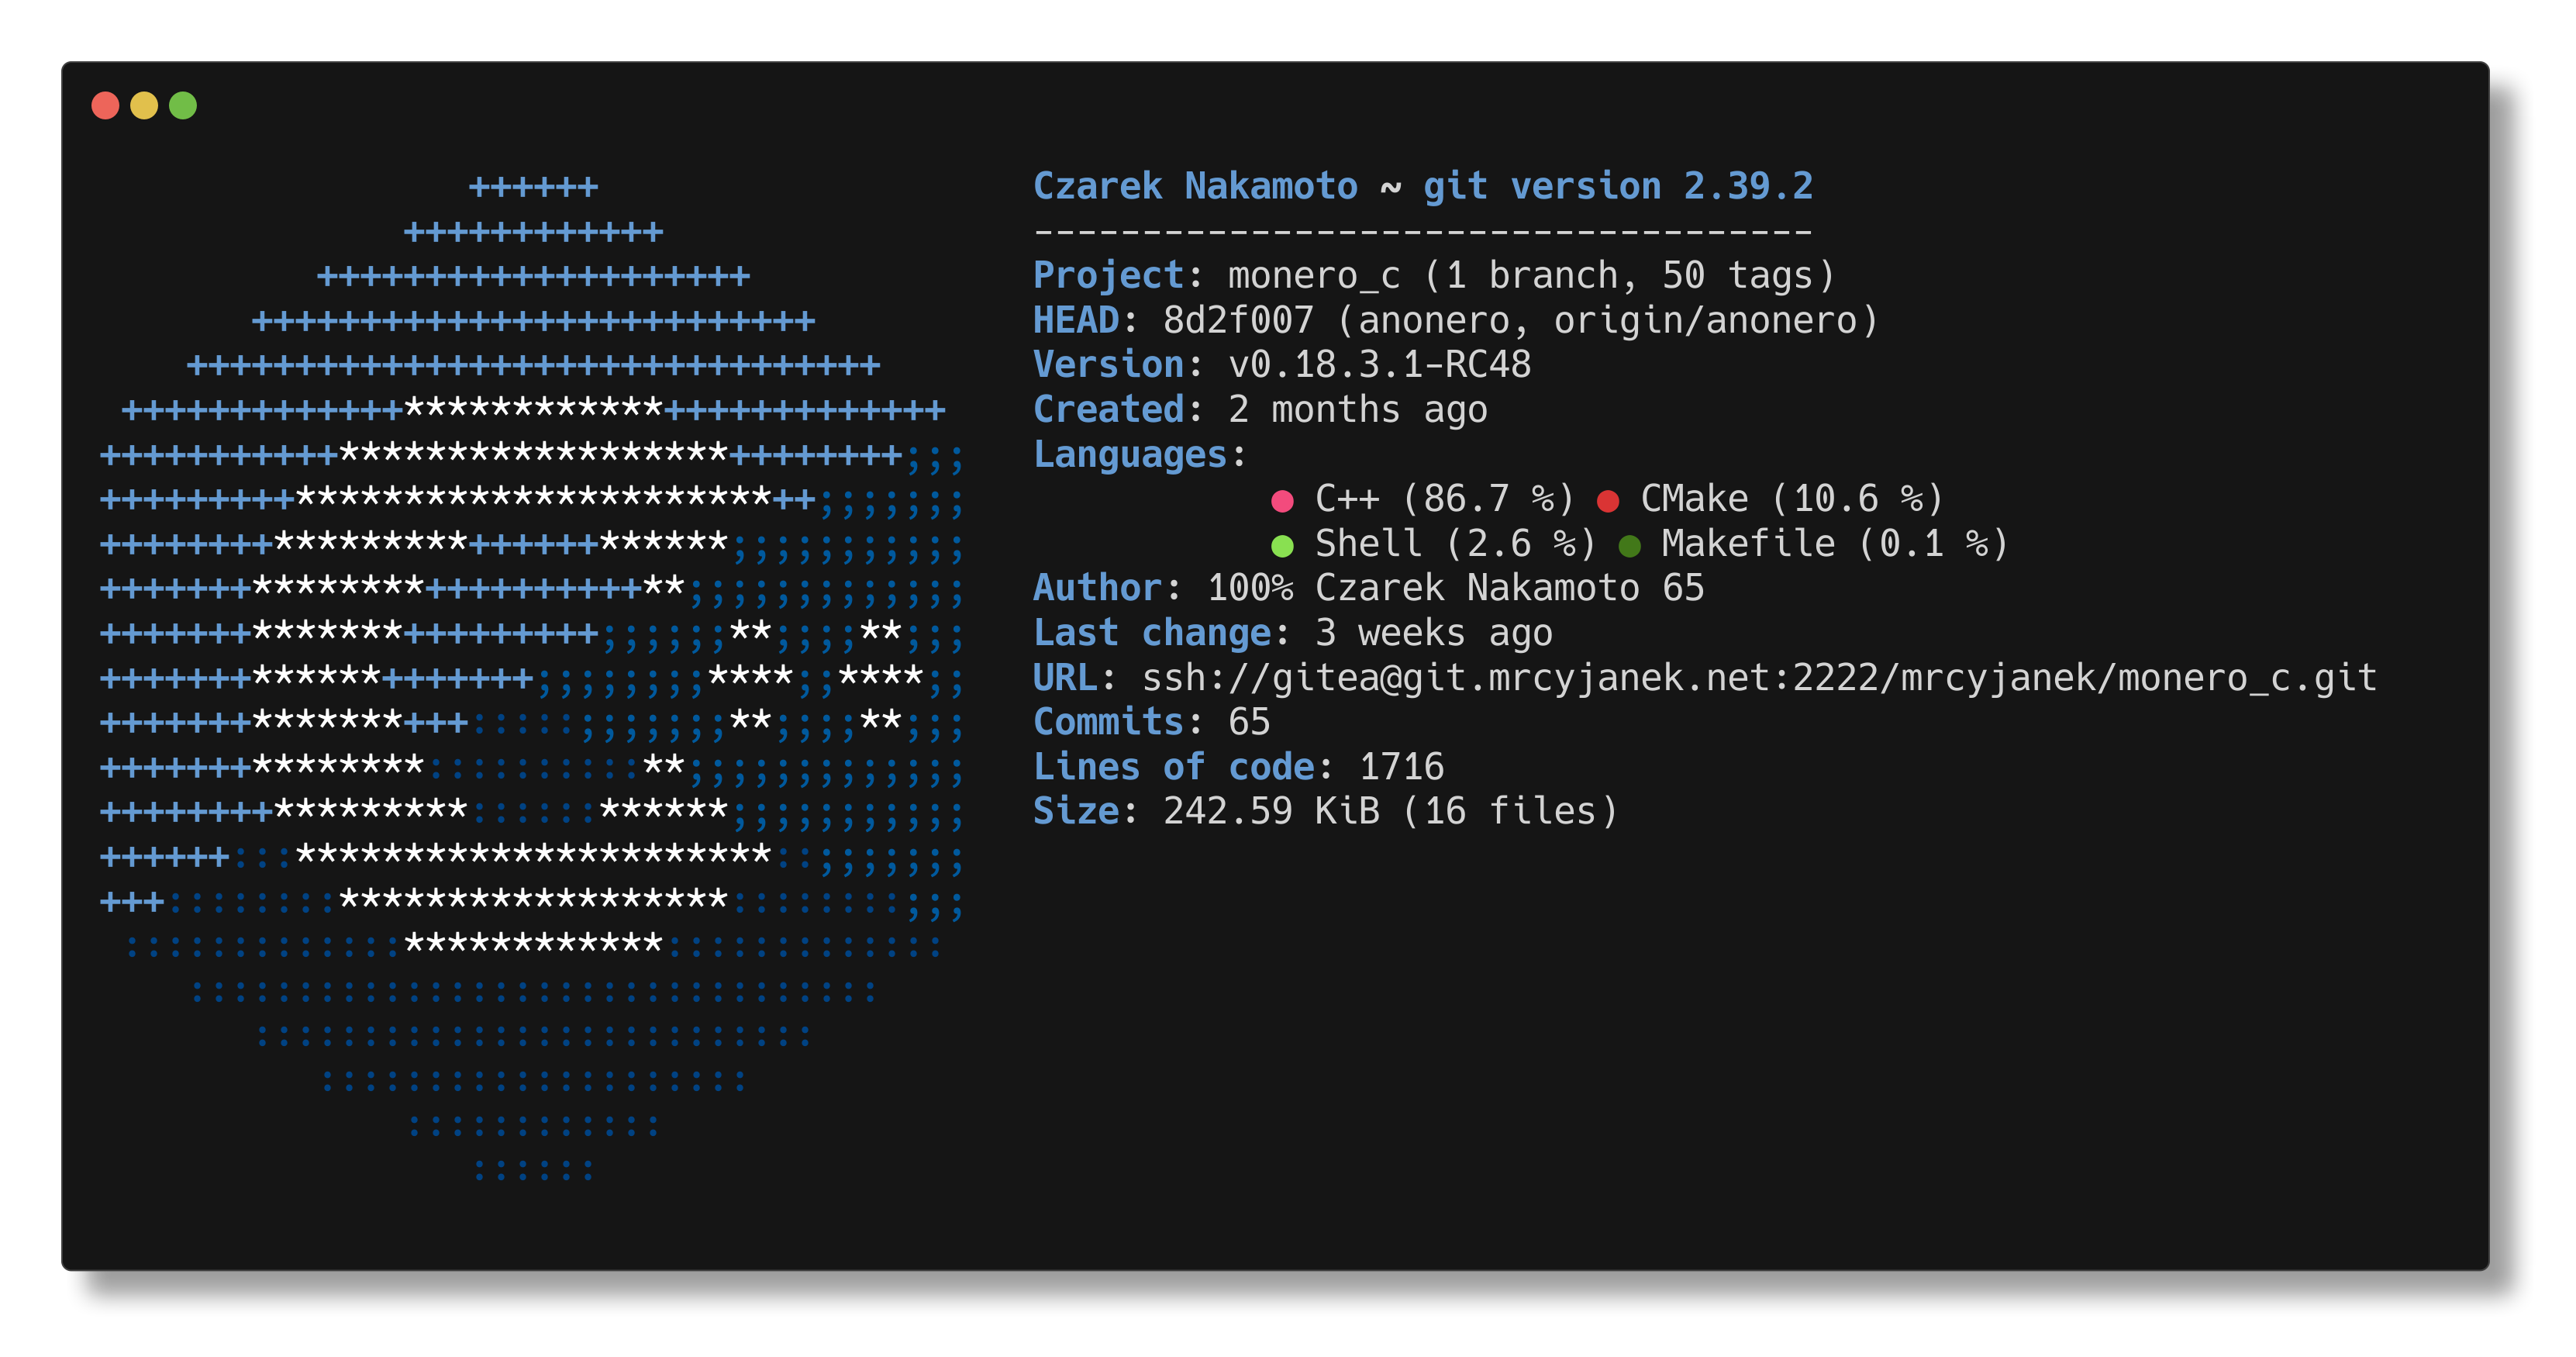 Czarek Nakamoto ~ git version 2.39.2
------------------------------------
Project: monero_c (1 branch, 50 tags)
HEAD: 8d2f007 (anonero, origin/anonero)
Version: v0.18.3.1-RC48
Created: 2 months ago
Languages:
● C++ (86.7 %) ● CMake (10.6 %)
● Shell (2.6 %) ● Makefile (0.1 %)
Author: 100% Czarek Nakamoto 65
Last change: 3 weeks ago
URL: ssh://gitea@git.mrcyjanek.net:2222/mrcyjanek/monero_c.git
Commits: 65
Lines of code: 1716
Size: 242.59 KiB (16 files)